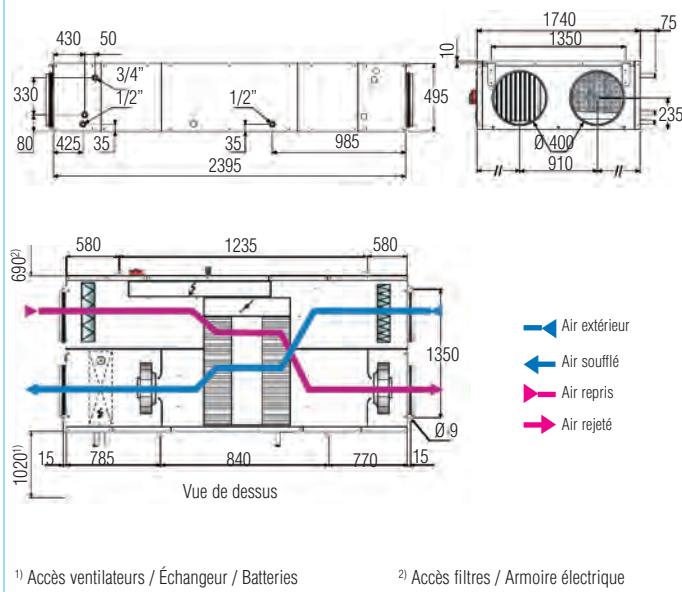 430 50
1740 75
10
1350
3/4"
330
1/2" 1/2"
495
80
425 35 35 985
2395
Ø 400
910
235
580 1235 580
690²⁾
1350
Air extérieur
Air soufflé
Air repris
Air rejeté
Ø 9
1020¹⁾
15 785 840 770 15
Vue de dessus
¹⁾ Accès ventilateurs / Échangeur / Batteries
²⁾ Accès filtres / Armoire électrique